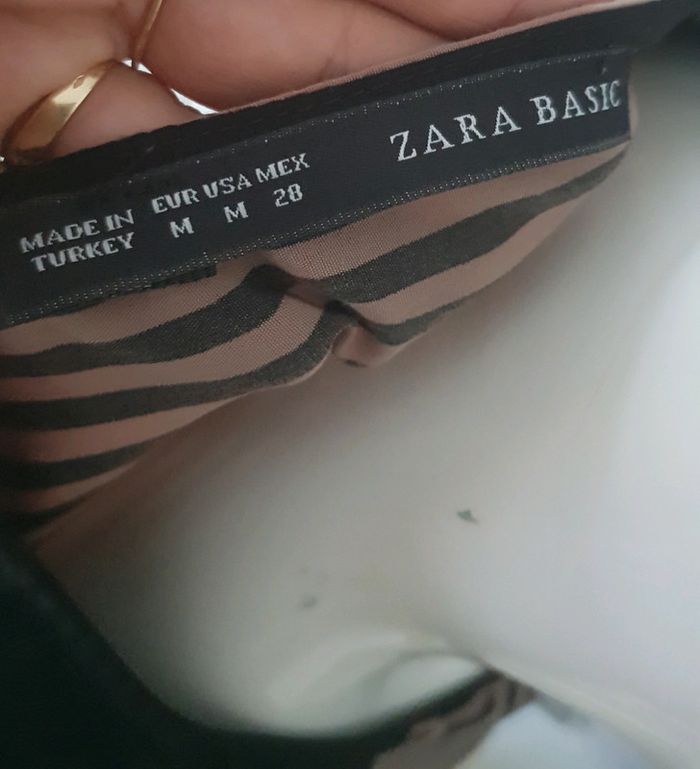 MADE IN
TURKEY
EUR USA MEX
M M 28
ZARA BASIC